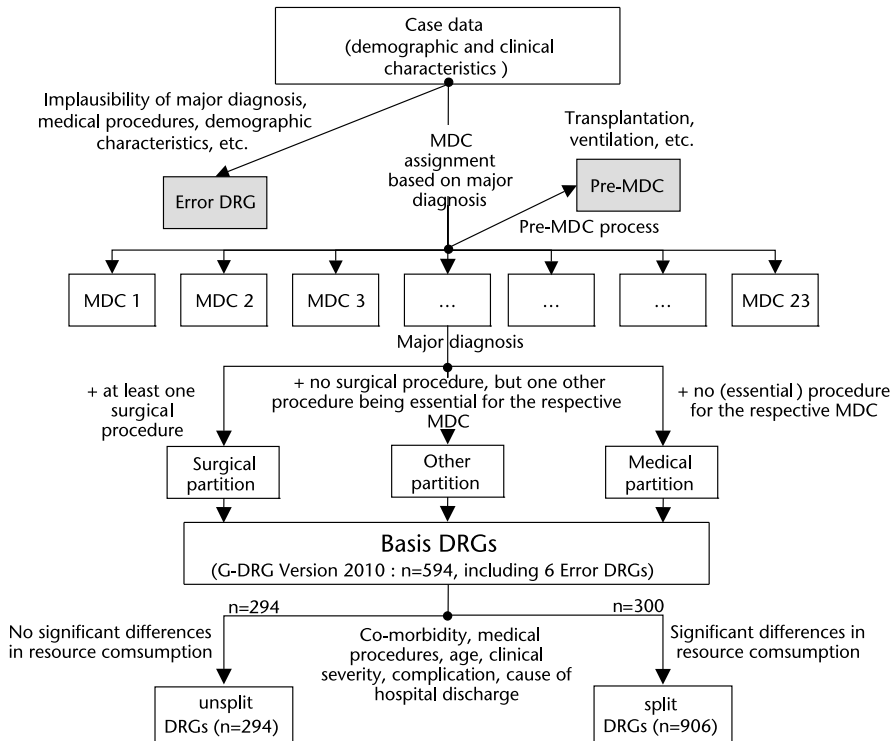 Case data
(demographic and clinical
characteristics )
Implausibility of major diagnosis,
medical procedures, demographic
characteristics, etc.
MDC
assignment
based on major
diagnosis
Transplantation,
ventilation, etc.
Error DRG
Pre-MDC
Pre-MDC process
MDC 1
MDC 2
MDC 3
...
...
...
MDC 23
Major diagnosis
+ at least one
surgical
procedure
+ no surgical procedure, but one other
procedure being essential for the respective
MDC
+ no (essential ) procedure
for the respective MDC
Surgical
partition
Other
partition
Medical
partition
Basis DRGs
(G-DRG Version 2010 : n=594, including 6 Error DRGs)
n=294
n=300
No significant differences
in resource comsumption
Co-morbidity, medical
procedures, age, clinical
severity, complication, cause of
hospital discharge
Significant differences in
resource comsumption
unsplit
DRGs (n=294)
split
DRGs (n=906)